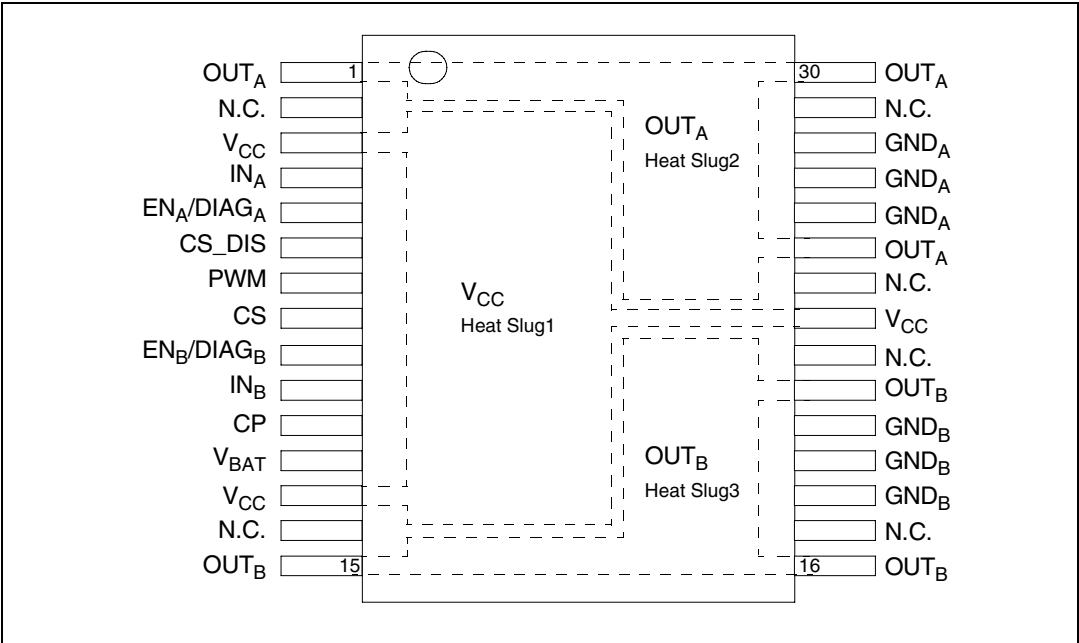 OUTA 1 30 OUTA
N.C. N.C.
VCC OUTA GNDA
Heat Slug2
INA GNDA
ENA/DIAGA GNDA
CS_DIS OUTA
PWM VCC N.C.
CS Heat Slug1 VCC
ENB/DIAGB N.C.
INB OUTB
CP GNDB
VBAT OUTB GNDB
VCC Heat Slug3 GNDB
N.C. N.C.
OUTB 15 16 OUTB